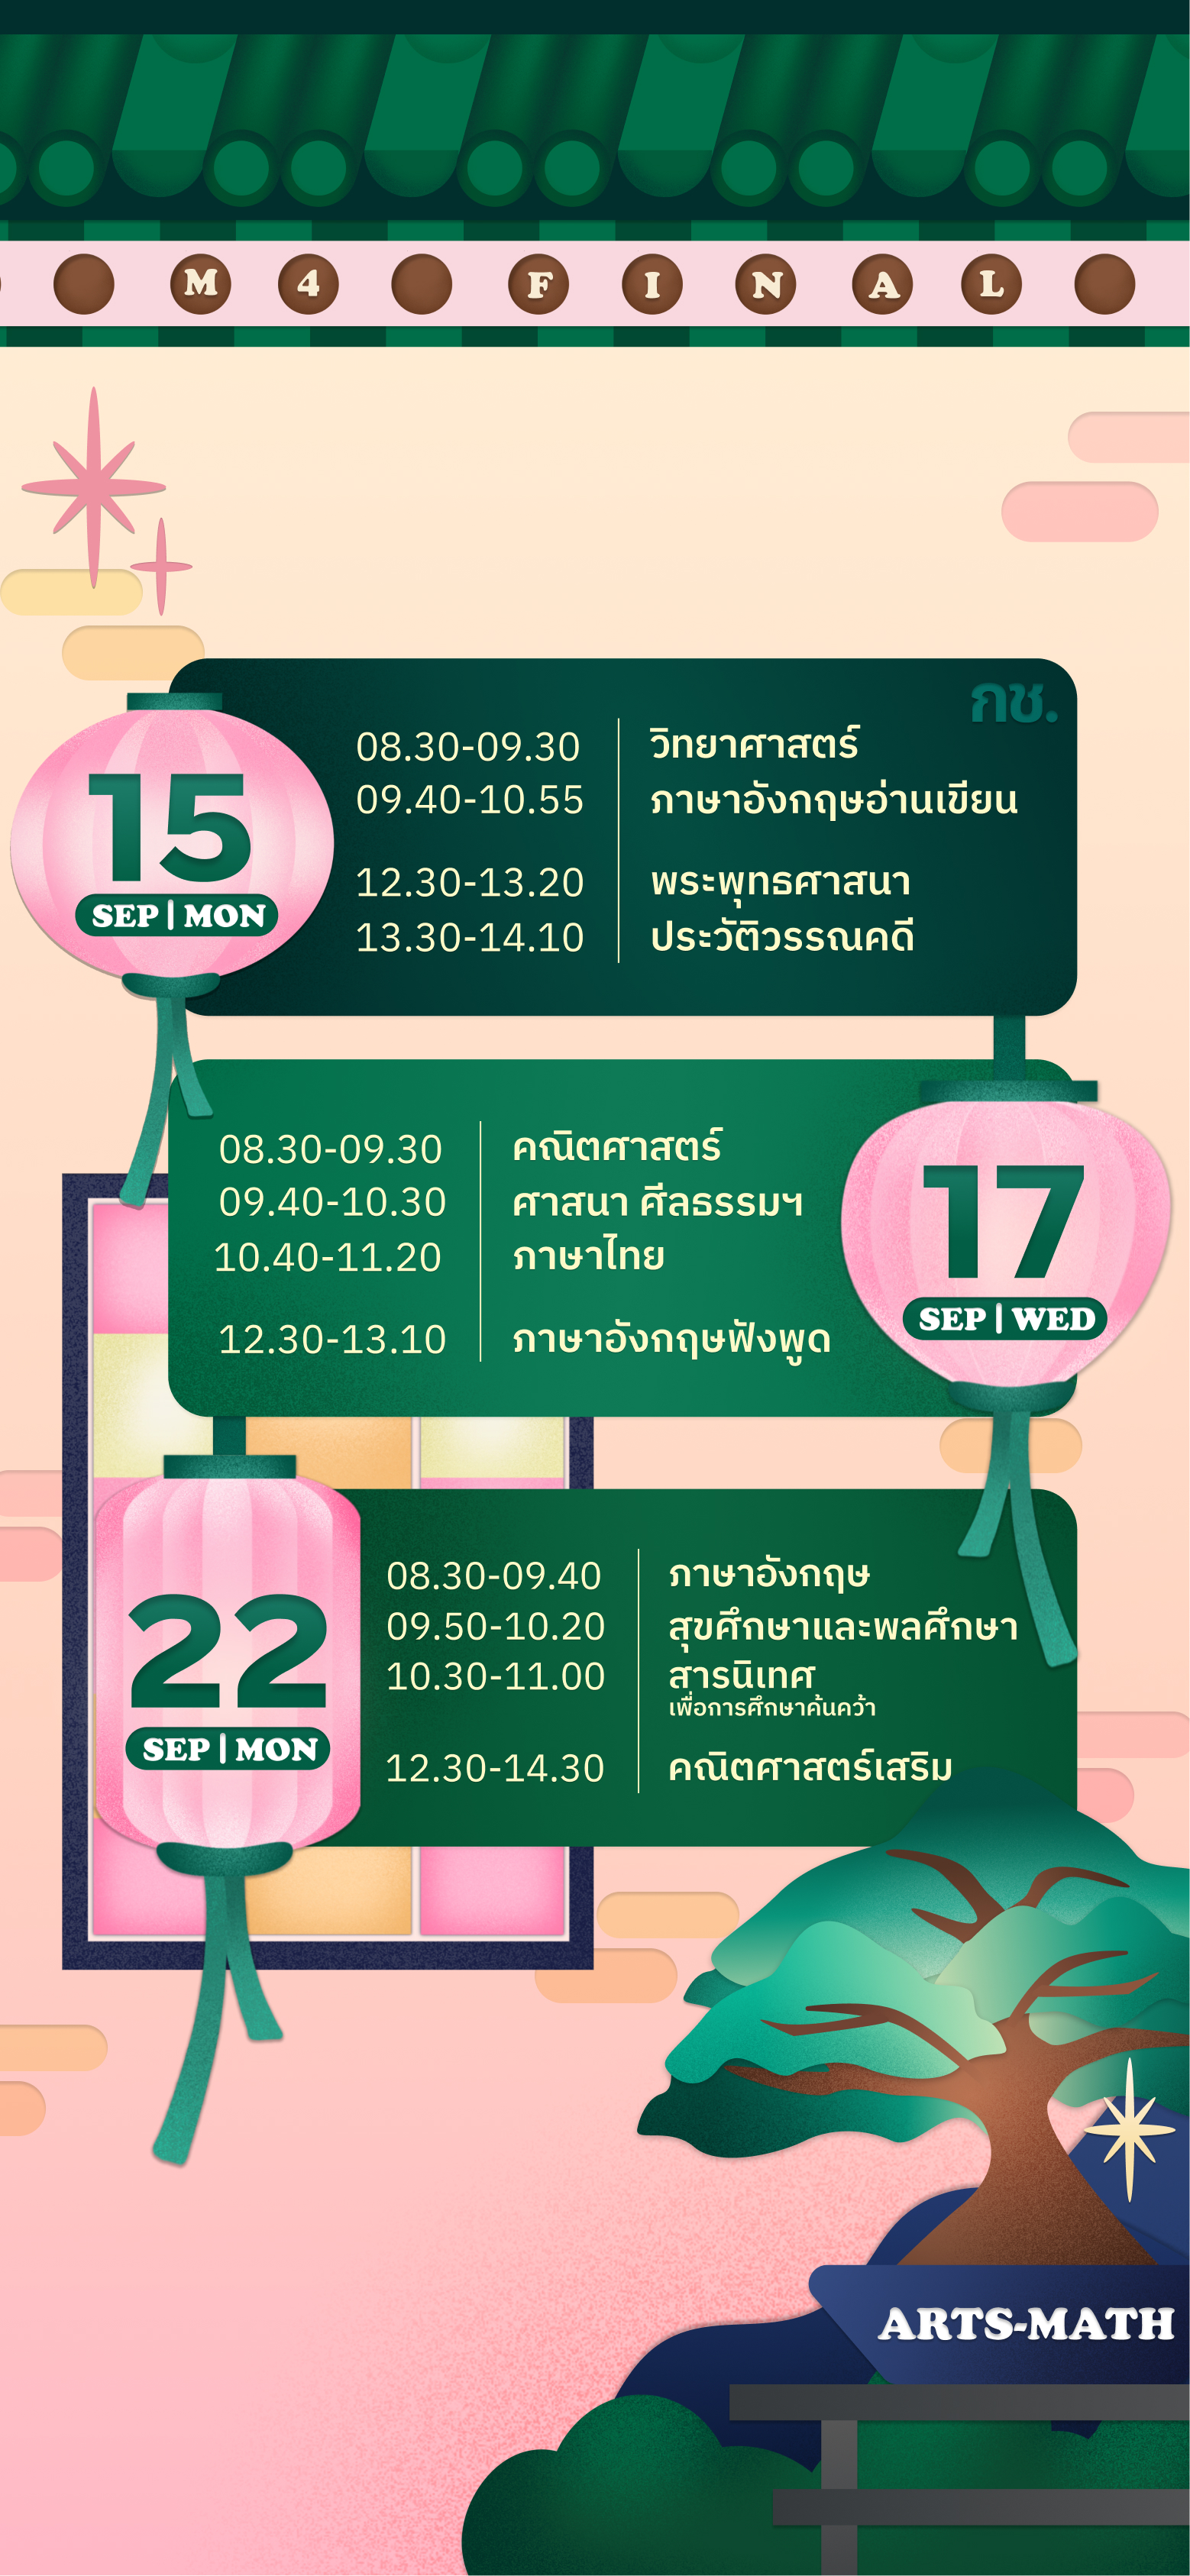 M4 FINAL
กช.
15
SEP | MON
08.30-09.30 วิทยาศาสตร์
09.40-10.55 ภาษาอังกฤษอ่านเขียน
12.30-13.20 พระพุทธศาสนา
13.30-14.10 ประวัติวรรณคดี
17
SEP | WED
08.30-09.30 คณิตศาสตร์
09.40-10.30 ศาสนา ศีลธรรมฯ
10.40-11.20 ภาษาไทย
12.30-13.10 ภาษาอังกฤษฟังพูด
22
SEP | MON
08.30-09.40 ภาษาอังกฤษ
09.50-10.20 สุขศึกษาและพลศึกษา
10.30-11.00 สารนิเทศ
เพื่อการศึกษาค้นคว้า
12.30-14.30 คณิตศาสตร์เสริม
ARTS-MATH